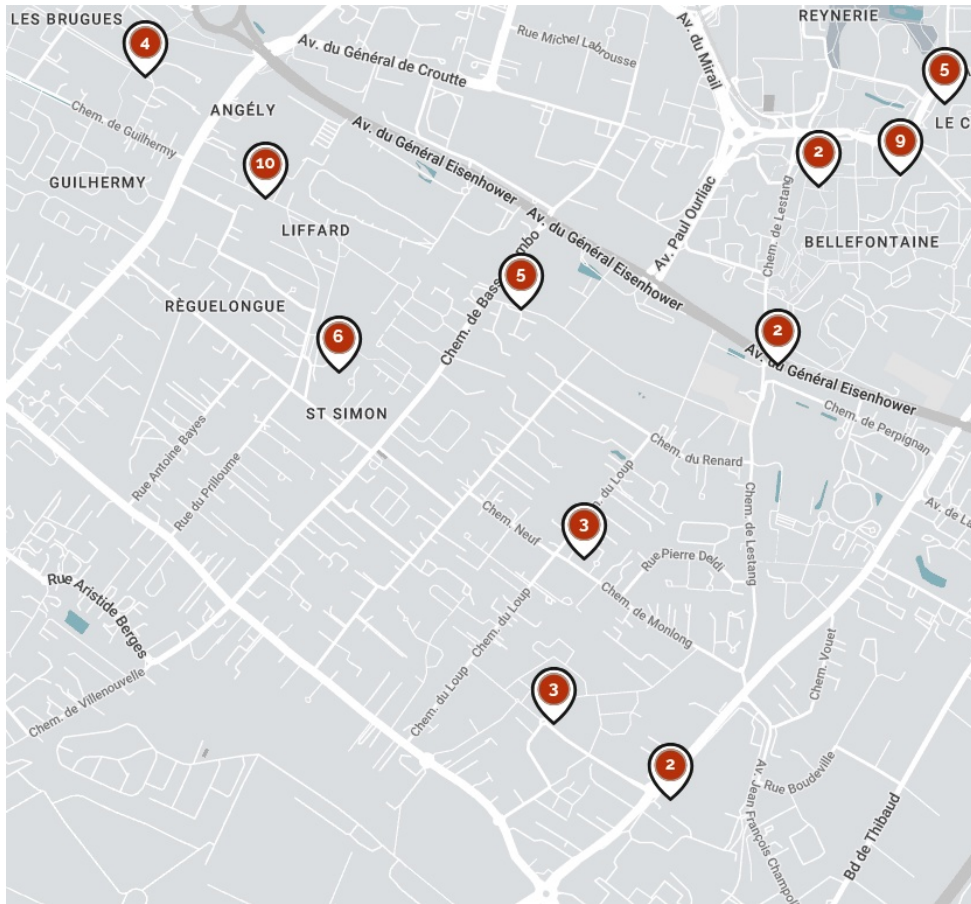 LES BRUGUES
4
Av. du Général de Croutte
Rue Michel Labrousse
Av. du Mirail
REYNERIE
5
LE C
ANGÉLY
Chem. de Guilhermy
Av. du Général Eisenhower
2
9
10
GUILHERMY
LIFFARD
Av. du Général Eisenhower
Av. Paul Ourliac
Chem. de Lestang
BELLEFONTAINE
5
Chem. de Bass
mbo
RÈGUELONGUE
6
2
Av. du Général Eisenhower
ST SIMON
Chem. de Perpignan
Rue Antoine Bayes
Rue du Prilloume
Chem. du Renard
du Loup
Chem. de Lestang
Av. de La
Chem. Neuf
3
Rue Pierre Deldi
Rue Aristide Berges
Chem. du Loup
Chem. de Monlong
Chem. Vouet
Chem. de Villenouvelle
Chem. du Loup
3
2
Rue Boudeville
Av. Jean François Champol
Bd de Thibaud